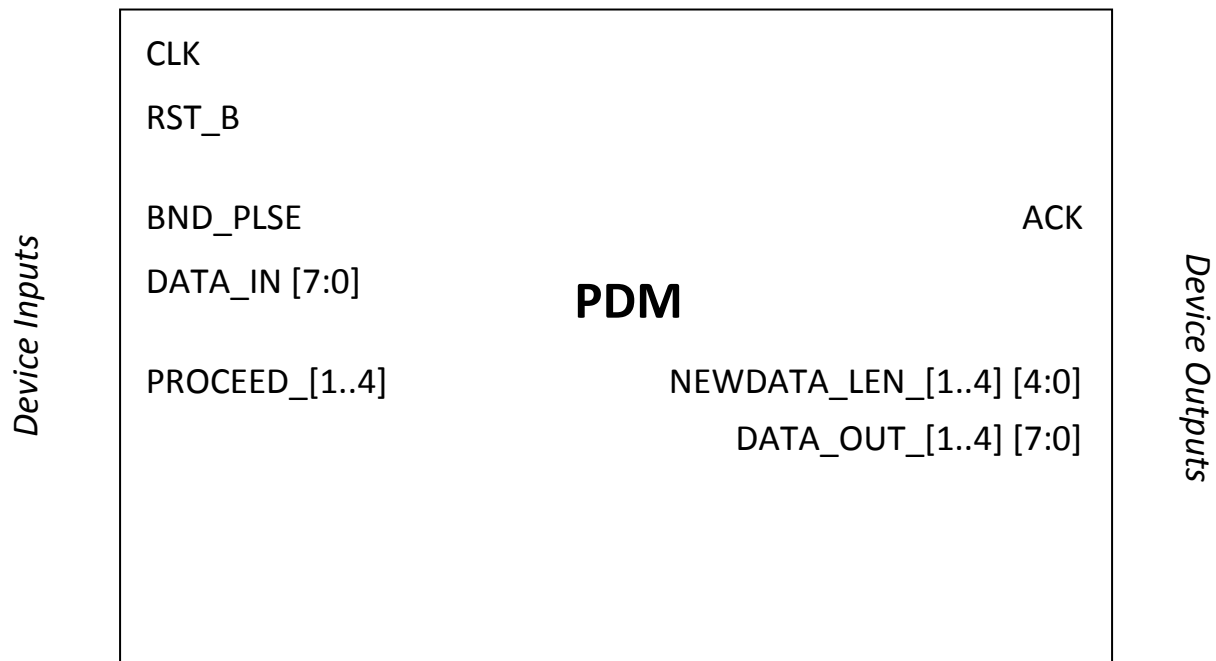 CLK
RST_B
BND_PLSE
ACK
DATA_IN [7:0]
PDM
PROCEED_[1..4]
NEWDATA_LEN_[1..4] [4:0]
DATA_OUT_[1..4] [7:0]
Device Inputs
Device Outputs